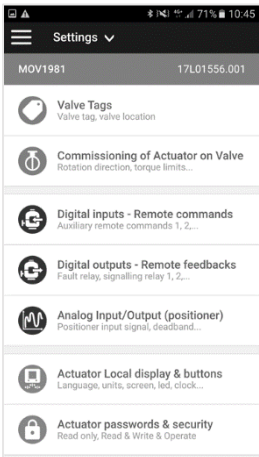 71% 10:45
Settings
MOV1981 17L01556.001
Valve Tags
Valve tag, valve location
Commissioning of Actuator on Valve
Rotation direction, torque limits...
Digital inputs - Remote commands
Auxiliary remote commands 1, 2,...
Digital outputs - Remote feedbacks
Fault relay, signalling relay 1, 2,...
Analog Input/Output (positioner)
Positioner input signal, deadband...
Actuator Local display & buttons
Language, units, screen, led, clock...
Actuator passwords & security
Read only, Read & Write & Operate